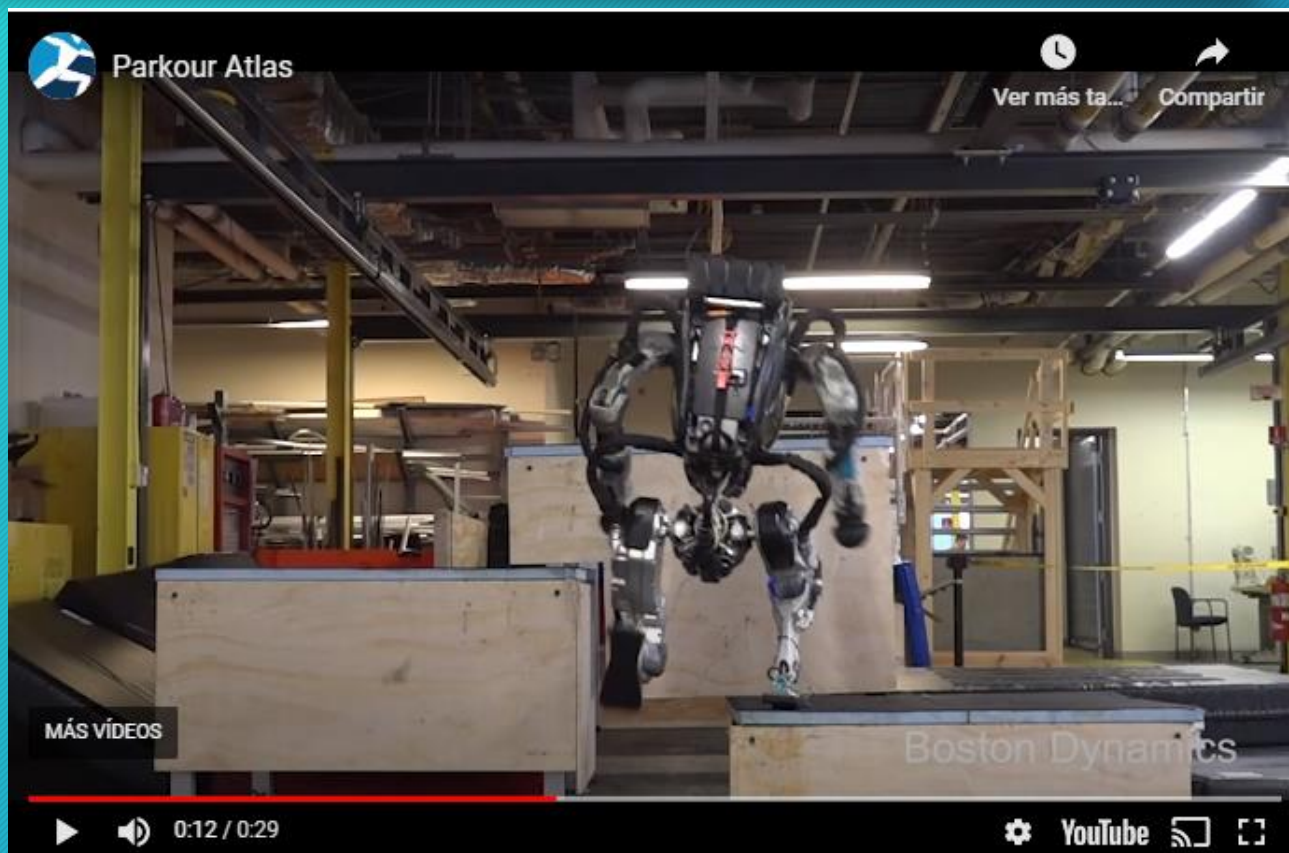 Parkour Atlas
Ver más ta...
Compartir
MÁS VÍDEOS
Boston Dynamics
0:12 / 0:29
YouTube